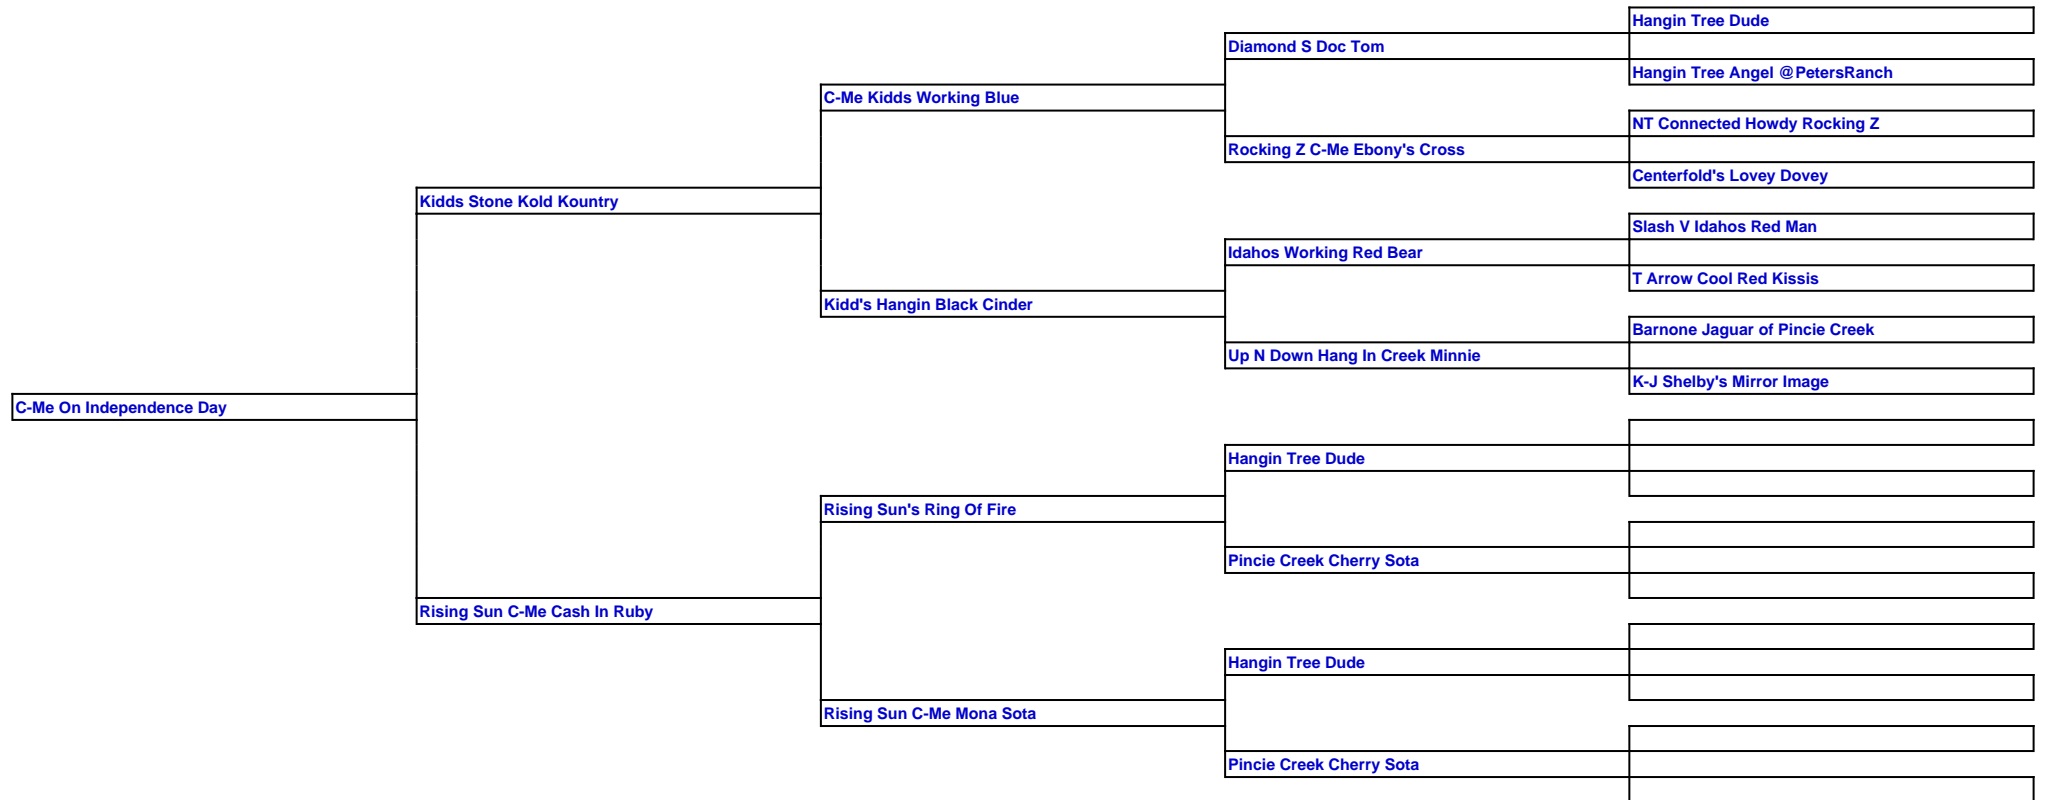 Hangin Tree Dude
Diamond S Doc Tom
Hangin Tree Angel @PetersRanch
C-Me Kidds Working Blue
NT Connected Howdy Rocking Z
Rocking Z C-Me Ebony's Cross
Centerfold's Lovey Dovey
Kidds Stone Kold Kountry
Slash V Idahos Red Man
Idahos Working Red Bear
T Arrow Cool Red Kissis
Kidd's Hangin Black Cinder
Barnone Jaguar of Pincie Creek
Up N Down Hang In Creek Minnie
K-J Shelby's Mirror Image
C-Me On Independence Day
Hangin Tree Dude
Rising Sun's Ring Of Fire
Pincie Creek Cherry Sota
Rising Sun C-Me Cash In Ruby
Hangin Tree Dude
Rising Sun C-Me Mona Sota
Pincie Creek Cherry Sota